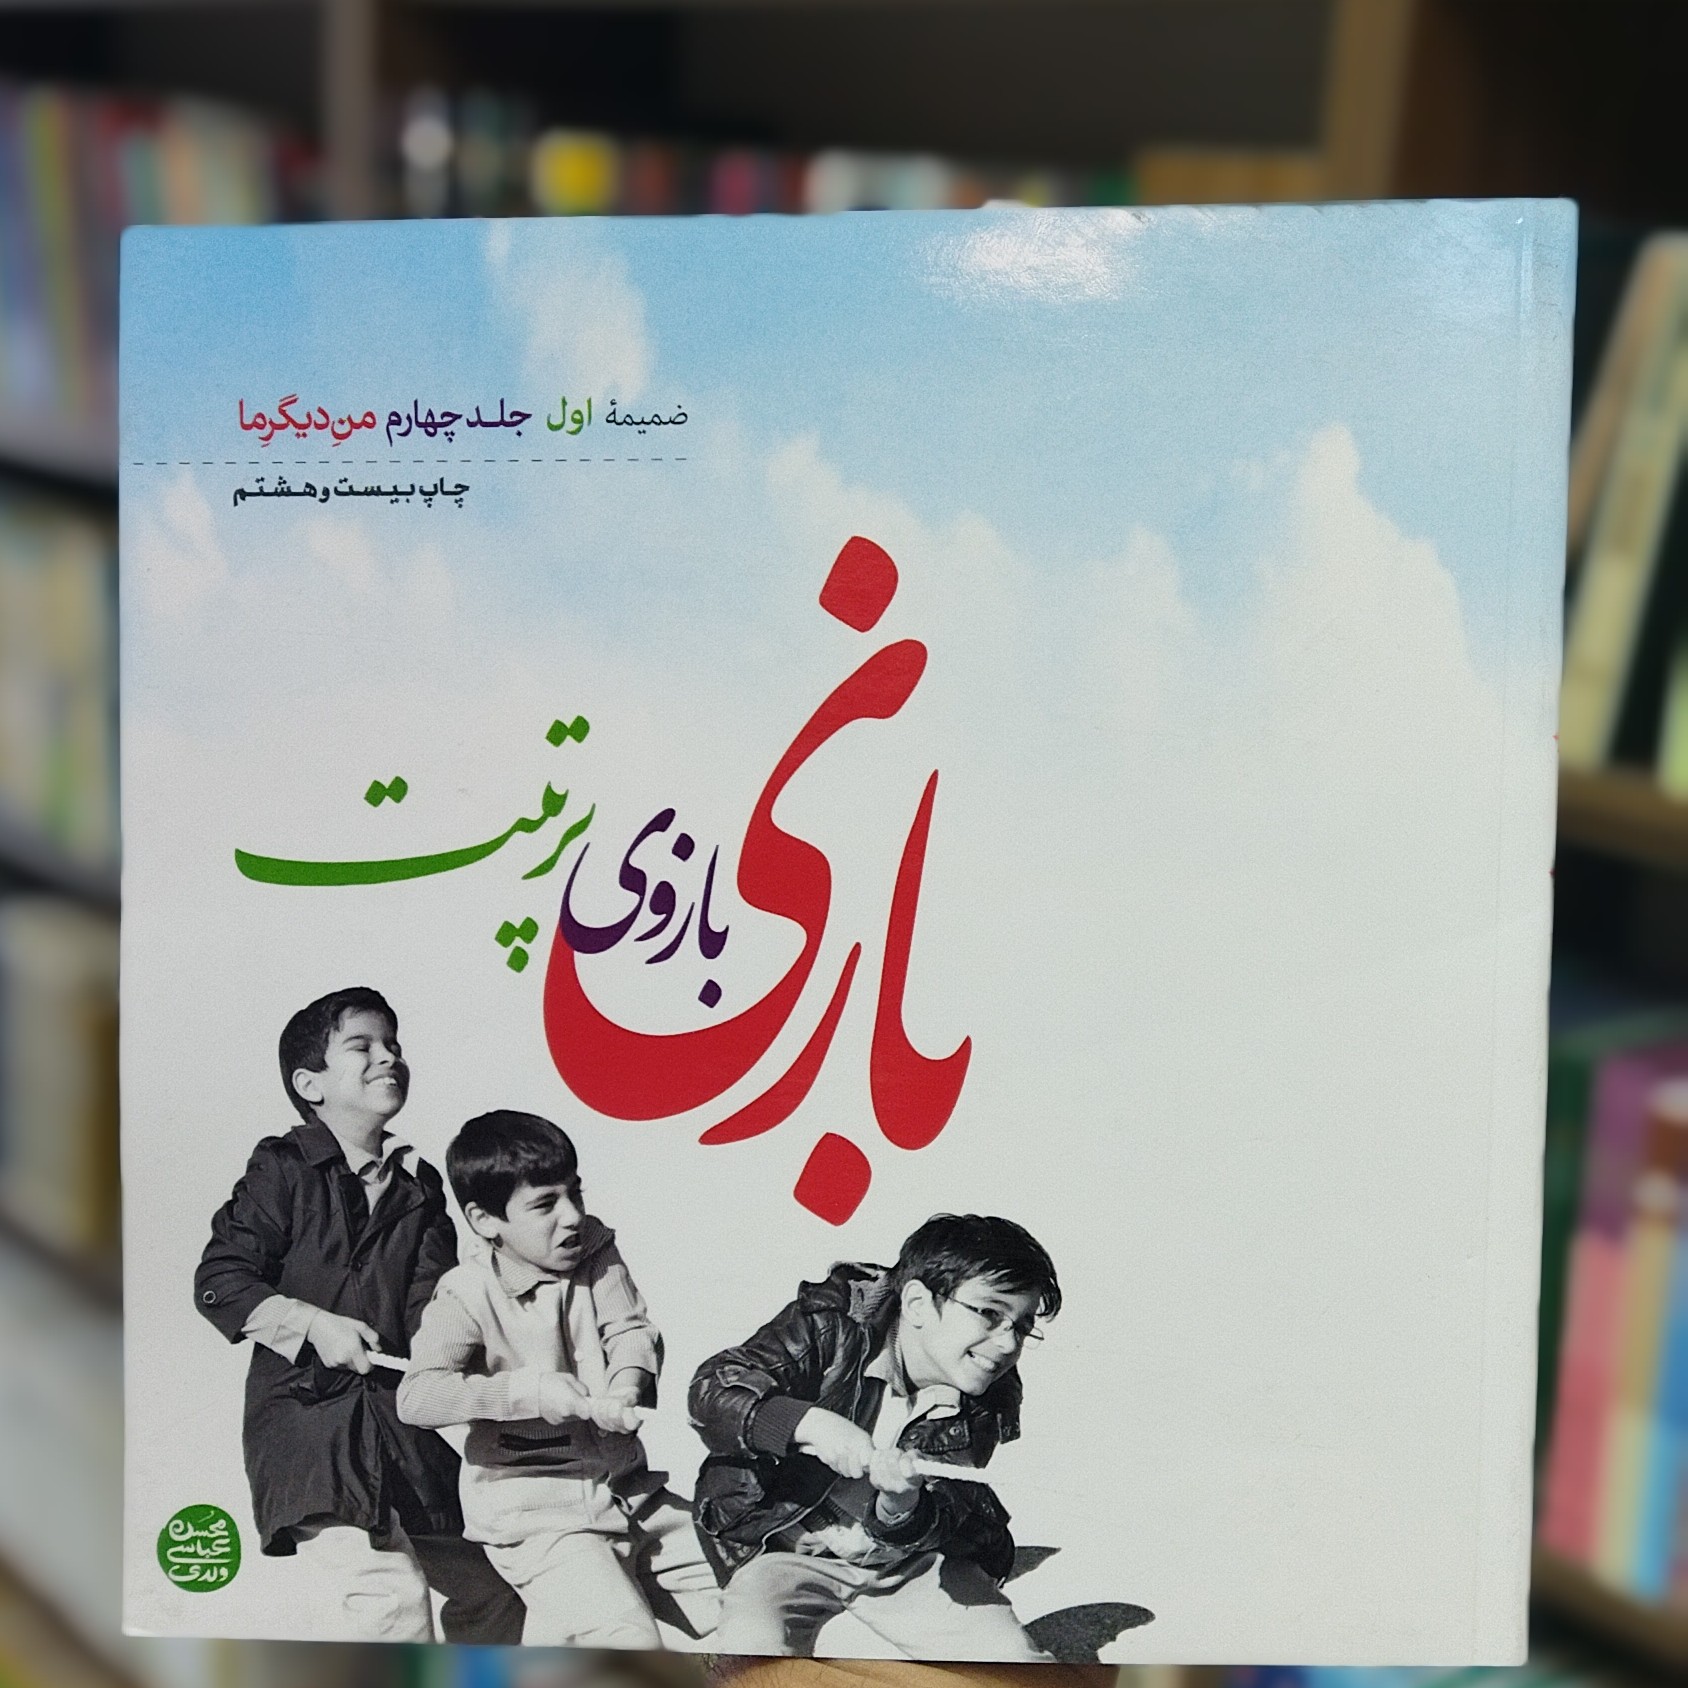 ضمیمهٔ اول جلد چهارم منِ دیگرِ ما
چاپ بیست و هشتم
بازی
بازوی
تربیت
محسن
عباسی
ولدی